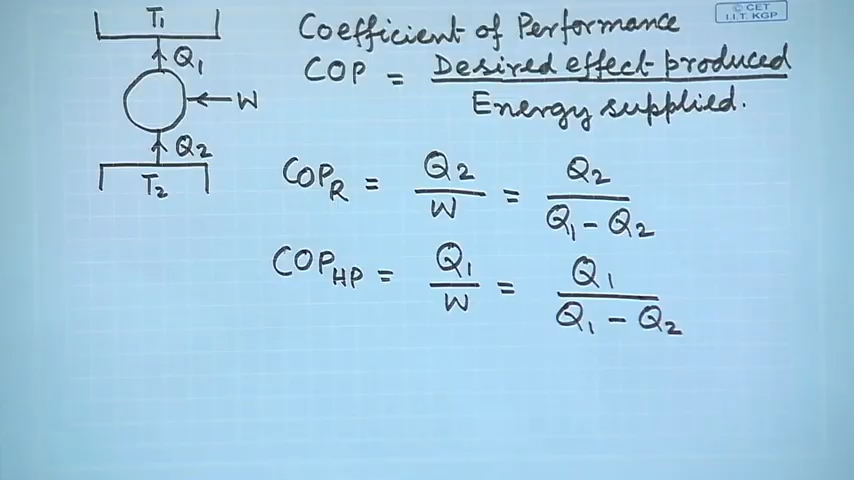 © CET
I.I.T. KGP
T₁
Q₁
W
Q₂
T₂
Coefficient of Performance
COP = Desired effect produced / Energy supplied.
COP_R = Q₂ / W = Q₂ / Q₁ - Q₂
COP_HP = Q₁ / W = Q₁ / Q₁ - Q₂